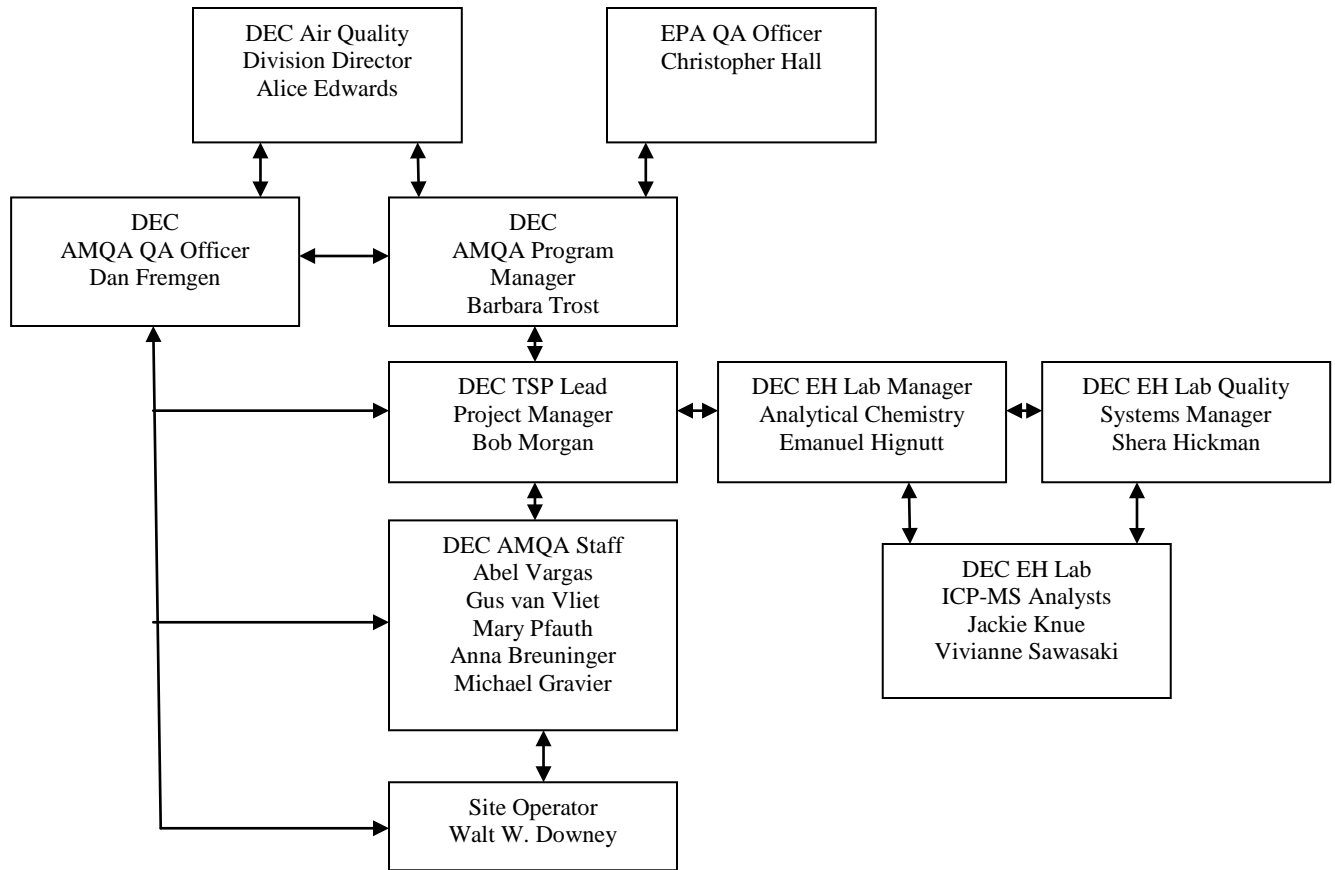 DEC Air Quality
Division Director
Alice Edwards
EPA QA Officer
Christopher Hall
DEC
AMQA QA Officer
Dan Fremgen
DEC
AMQA Program
Manager
Barbara Trost
DEC TSP Lead
Project Manager
Bob Morgan
DEC EH Lab Manager
Analytical Chemistry
Emanuel Hignutt
DEC EH Lab Quality
Systems Manager
Shera Hickman
DEC AMQA Staff
Abel Vargas
Gus van Vliet
Mary Pfauth
Anna Breuninger
Michael Gravier
DEC EH Lab
ICP-MS Analysts
Jackie Knue
Vivianne Sawasaki
Site Operator
Walt W. Downey